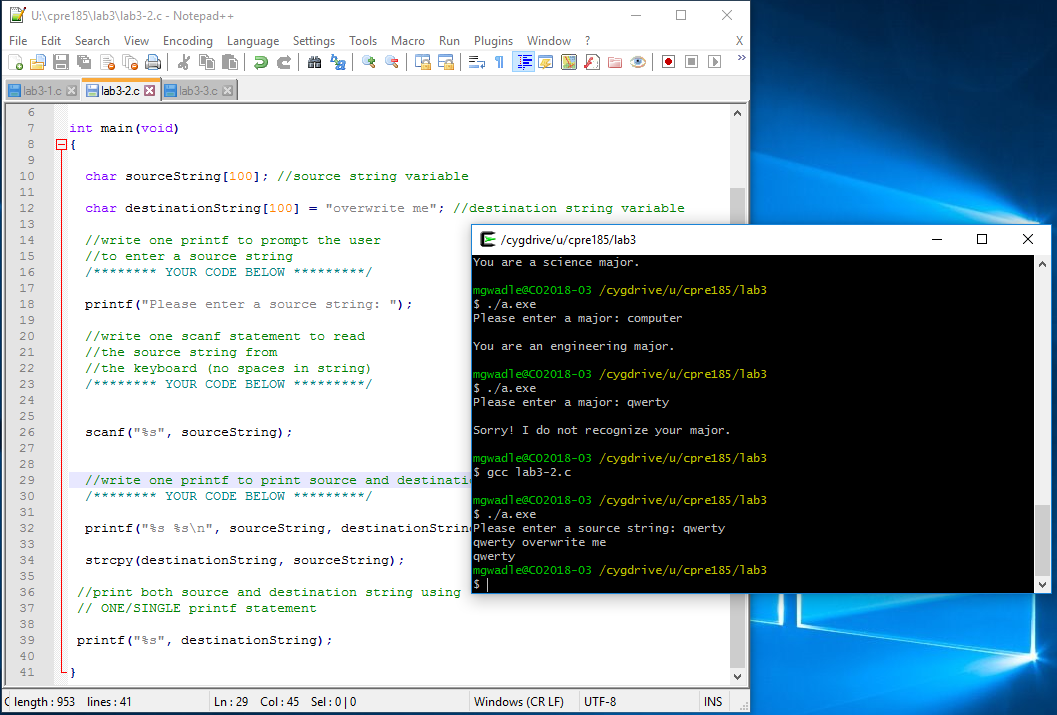 U:\cpre185\lab3\lab3-2.c - Notepad++
File Edit Search View Encoding Language Settings Tools Macro Run Plugins Window ? X
lab3-1.c lab3-2.c lab3-3.c
6
7 int main(void)
8 {
9
10 char sourceString[100]; //source string variable
11
12 char destinationString[100] = "overwrite me"; //destination string variable
13
14 //write one printf to prompt the user
15 //to enter a source string
16 /******** YOUR CODE BELOW *********/
17
18 printf("Please enter a source string: ");
19
20 //write one scanf statement to read
21 //the source string from
22 //the keyboard (no spaces in string)
23 /******** YOUR CODE BELOW *********/
24
25
26 scanf("%s", sourceString);
27
28
29 //write one printf to print source and destinati
30 /******** YOUR CODE BELOW *********/
31
32 printf("%s %s\n", sourceString, destinationString
33
34 strcpy(destinationString, sourceString);
35
36 //print both source and destination string using
37 // ONE/SINGLE printf statement
38
39 printf("%s", destinationString);
40
41 }
length : 953 lines : 41 Ln : 29 Col : 45 Sel : 0 | 0 Windows (CR LF) UTF-8 INS
/cygdrive/u/cpre185/lab3
You are a science major.
mgwadle@CO2018-03 /cygdrive/u/cpre185/lab3
$ ./a.exe
Please enter a major: computer
You are an engineering major.
mgwadle@CO2018-03 /cygdrive/u/cpre185/lab3
$ ./a.exe
Please enter a major: qwerty
Sorry! I do not recognize your major.
mgwadle@CO2018-03 /cygdrive/u/cpre185/lab3
$ gcc lab3-2.c
mgwadle@CO2018-03 /cygdrive/u/cpre185/lab3
$ ./a.exe
Please enter a source string: qwerty
qwerty overwrite me
qwerty
mgwadle@CO2018-03 /cygdrive/u/cpre185/lab3
$